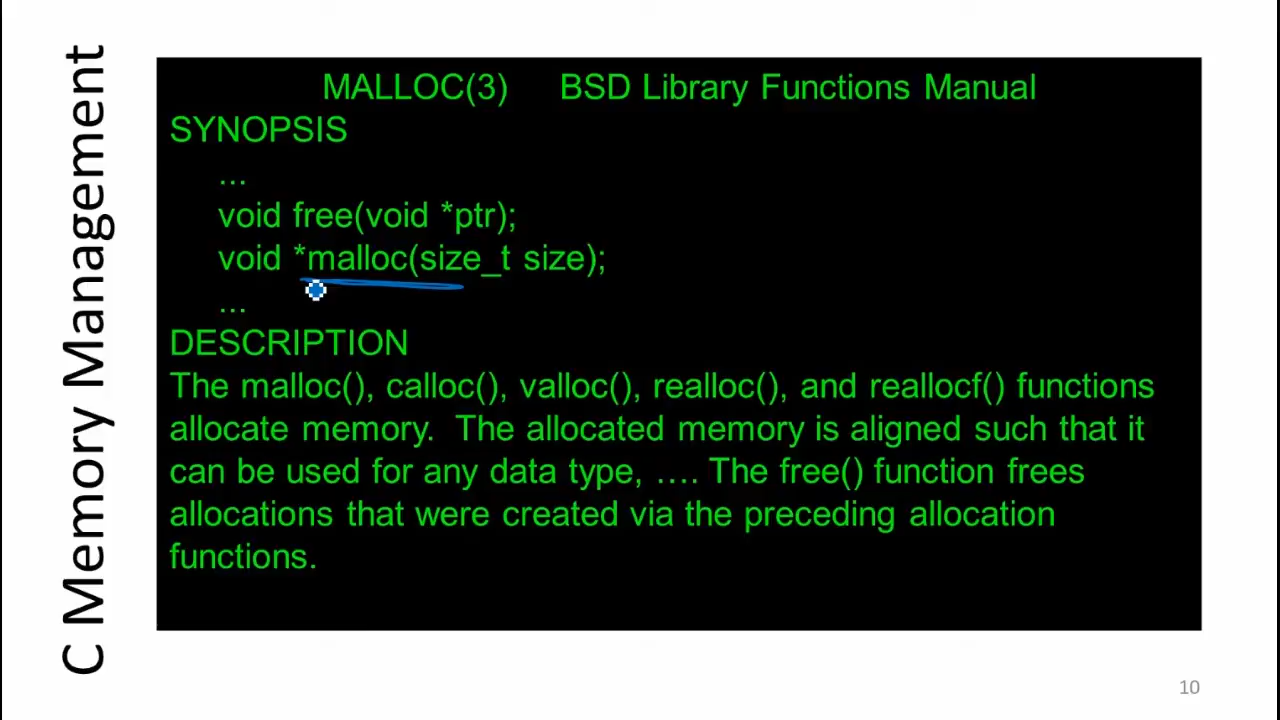 C Memory Management
MALLOC(3) BSD Library Functions Manual
SYNOPSIS
...
void free(void *ptr);
void *malloc(size_t size);
...
DESCRIPTION
The malloc(), calloc(), valloc(), realloc(), and reallocf() functions
allocate memory. The allocated memory is aligned such that it
can be used for any data type, .... The free() function frees
allocations that were created via the preceding allocation
functions.
10